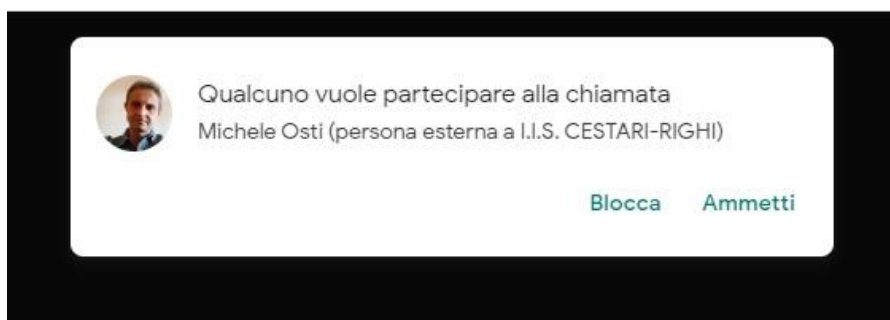 Qualcuno vuole partecipare alla chiamata
Michele Osti (persona esterna a I.I.S. CESTARI-RIGHI)
Blocca Ammetti